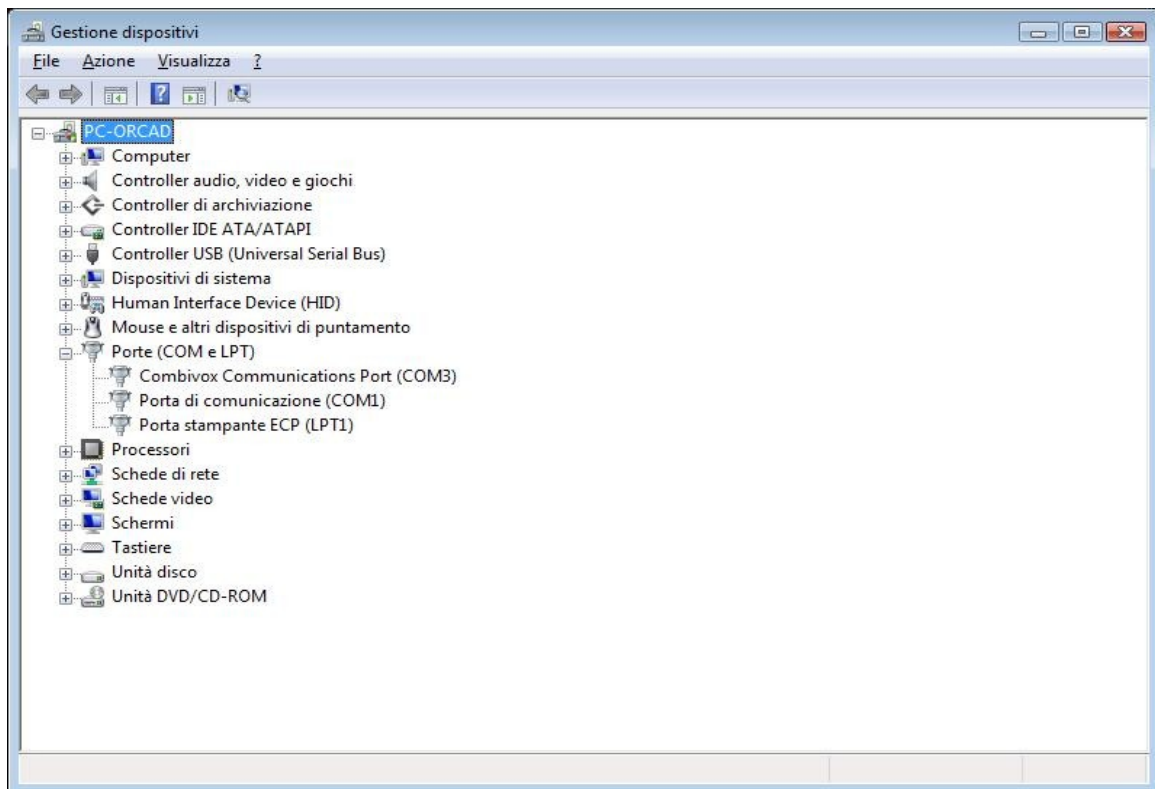 Gestione dispositivi
File Azione Visualizza ?
PC-ORCAD
Computer
Controller audio, video e giochi
Controller di archiviazione
Controller IDE ATA/ATAPI
Controller USB (Universal Serial Bus)
Dispositivi di sistema
Human Interface Device (HID)
Mouse e altri dispositivi di puntamento
Porte (COM e LPT)
Combivox Communications Port (COM3)
Porta di comunicazione (COM1)
Porta stampante ECP (LPT1)
Processori
Schede di rete
Schede video
Schermi
Tastiere
Unità disco
Unità DVD/CD-ROM